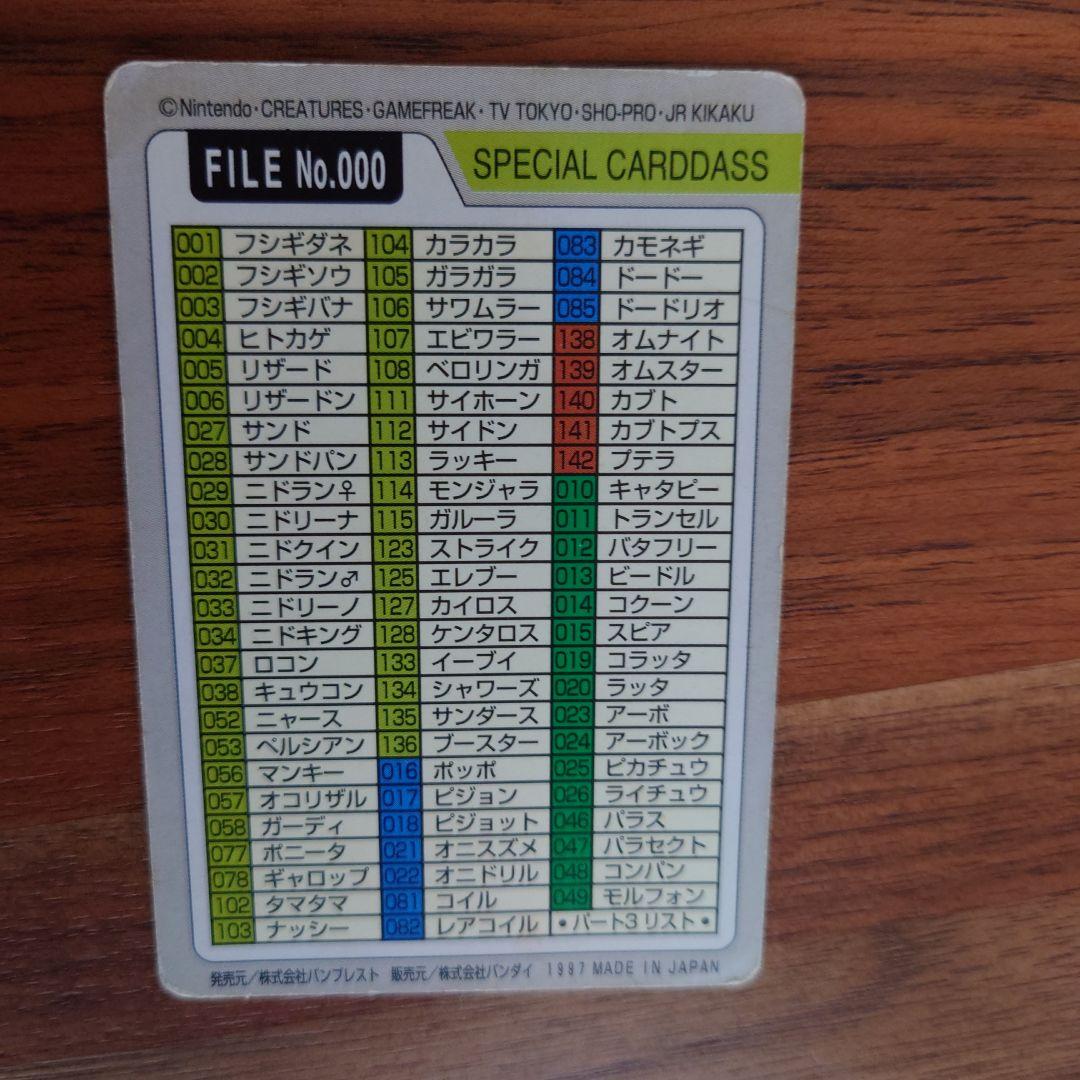 ©Nintendo・CREATURES・GAMEFREAK・TV TOKYO・SHO-PRO・JR KIKAKU
FILE No.000
SPECIAL CARDDASS
001 フシギダネ 104 カラカラ 083 カモネギ
002 フシギソウ 105 ガラガラ 084 ドードー
003 フシギバナ 106 サワムラー 085 ドードリオ
004 ヒトカゲ 107 エビワラー 138 オムナイト
005 リザード 108 ベロリンガ 139 オムスター
006 リザードン 111 サイホーン 140 カブト
027 サンド 112 サイドン 141 カブトプス
028 サンドパン 113 ラッキー 142 プテラ
029 ニドラン♀ 114 モンジャラ 010 キャタピー
030 ニドリーナ 115 ガルーラ 011 トランセル
031 ニドクイン 123 ストライク 012 バタフリー
032 ニドラン♂ 125 エレブー 013 ビードル
033 ニドリーノ 127 カイロス 014 コクーン
034 ニドキング 128 ケンタロス 015 スピア
037 ロコン 133 イーブイ 019 コラッタ
038 キュウコン 134 シャワーズ 020 ラッタ
052 ニャース 135 サンダース 023 アーボ
053 ペルシアン 136 ブースター 024 アーボック
056 マンキー 016 ポッポ 025 ピカチュウ
057 オコリザル 017 ピジョン 026 ライチュウ
058 ガーディ 018 ピジョット 046 パラス
077 ポニータ 021 オニスズメ 047 パラセクト
078 ギャロップ 022 オニドリル 048 コンパン
102 タマタマ 081 コイル 049 モルフォン
103 ナッシー 082 レアコイル •パート3 リスト•
発売元／株式会社バンプレスト 販売元／株式会社バンダイ 1997 MADE IN JAPAN